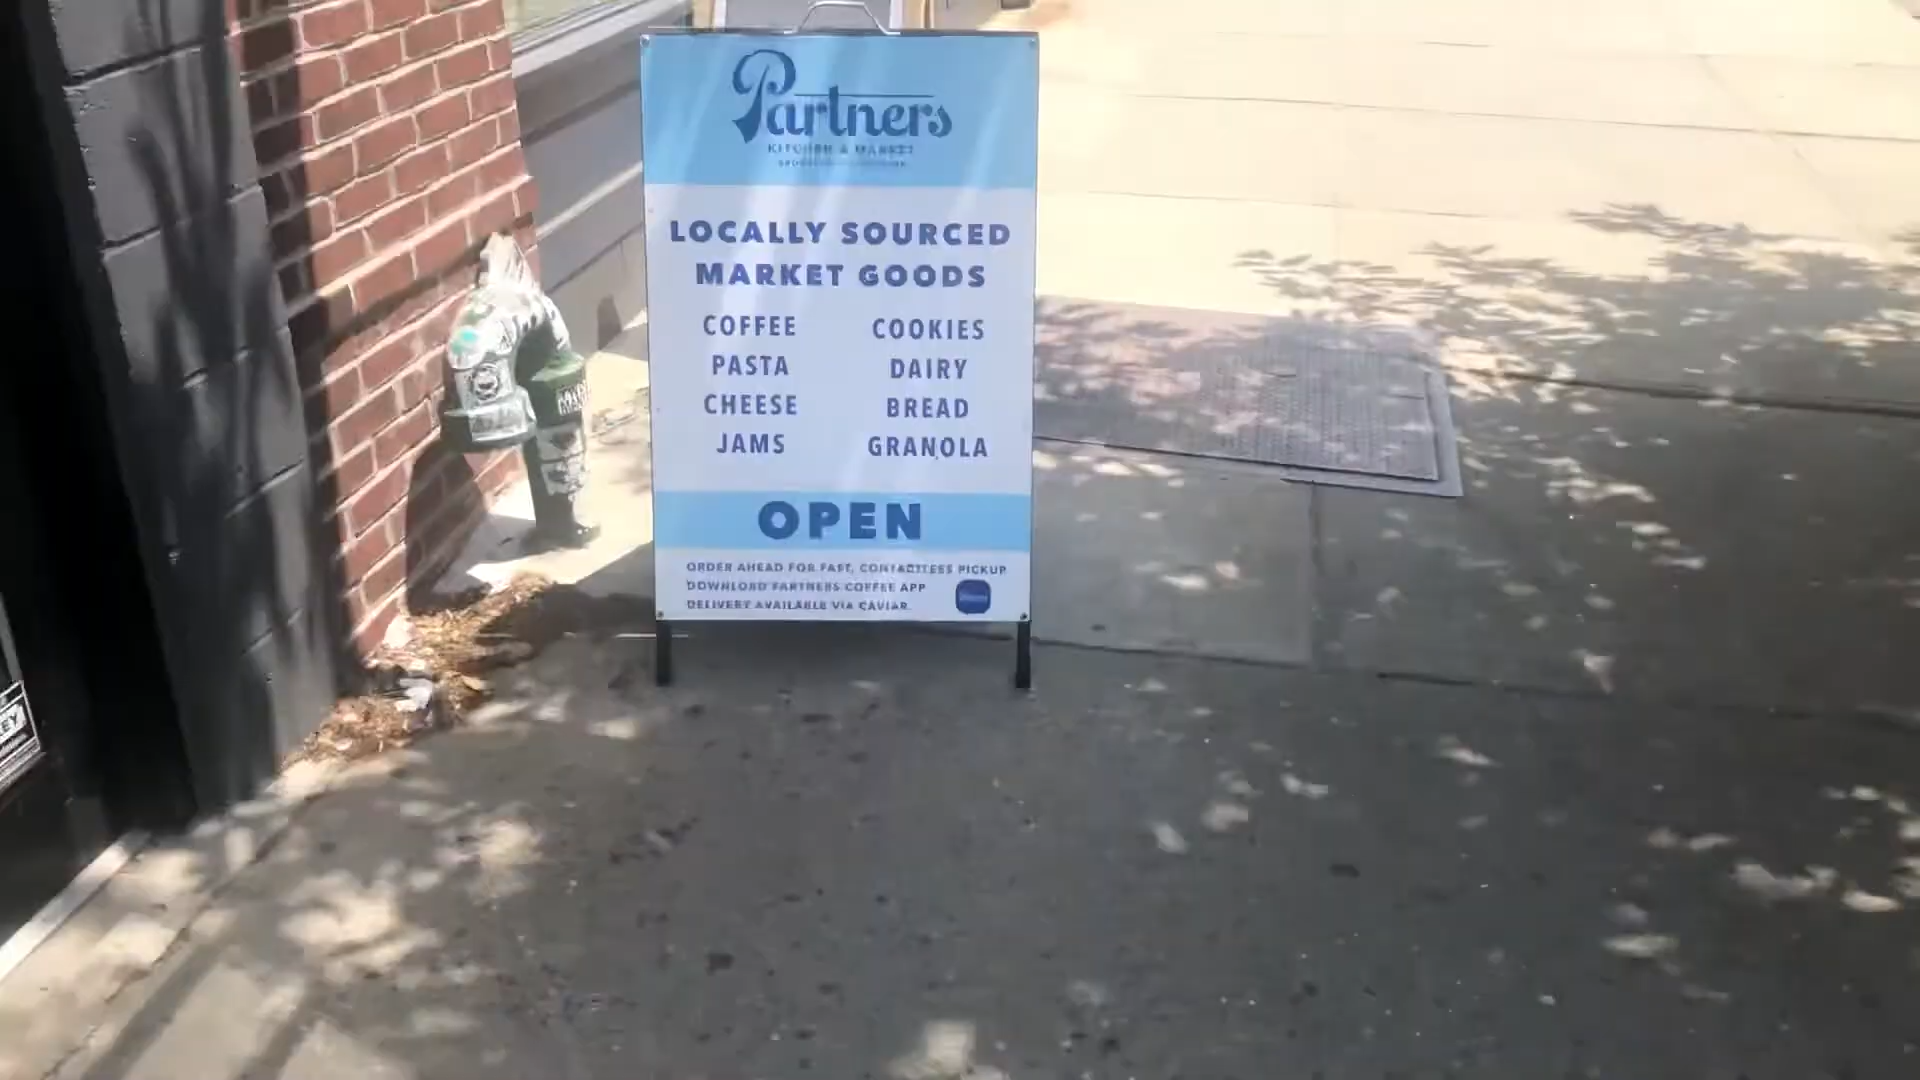 Partners
KITCHEN & MARKET
LOCALLY SOURCED
MARKET GOODS
COFFEE COOKIES
PASTA DAIRY
CHEESE BREAD
JAMS GRANOLA
OPEN
ORDER AHEAD FOR FAST, CONTACTLESS PICKUP
DOWNLOAD PARTNERS COFFEE APP
DELIVERY AVAILABLE VIA CAVIAR.